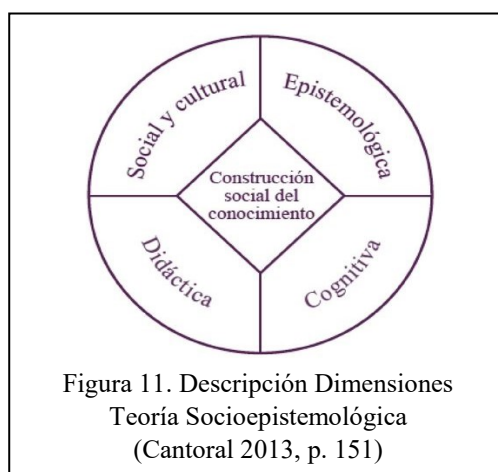 Social y cultural
Epistemológica
Construcción
social del
conocimiento
Didáctica
Cognitiva
Figura 11. Descripción Dimensiones
Teoría Socioepistemológica
(Cantoral 2013, p. 151)